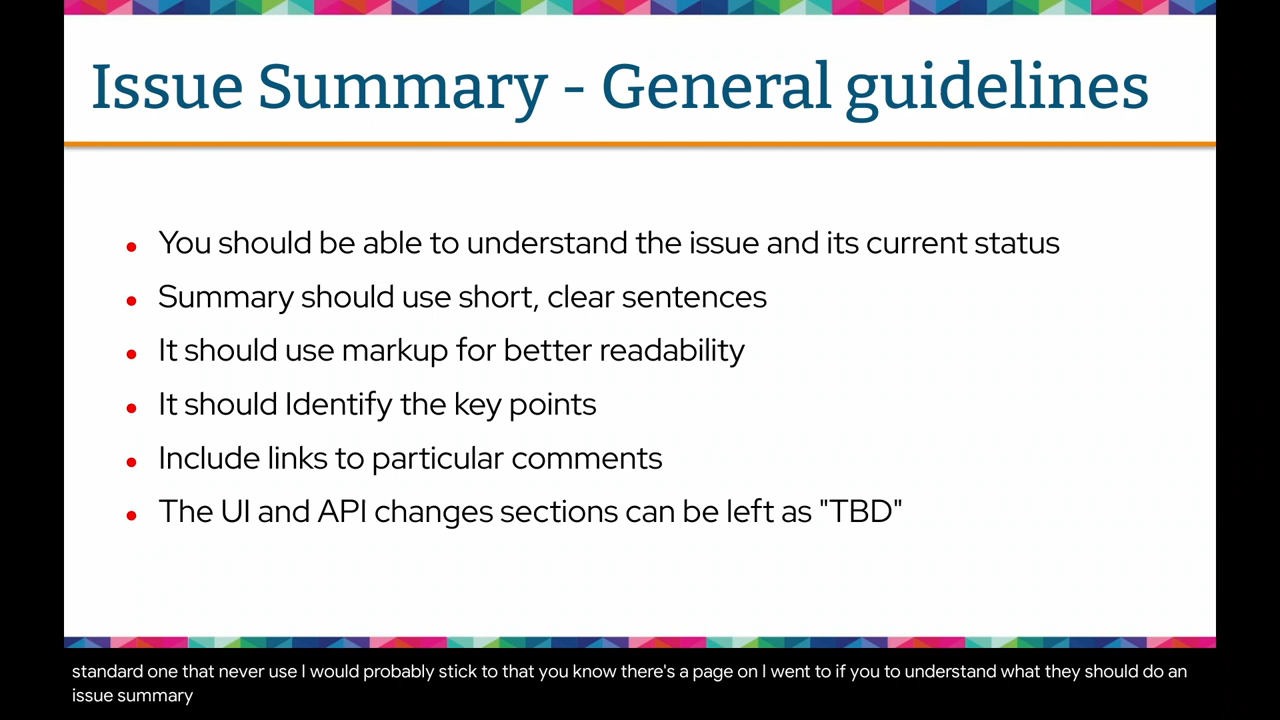 Issue Summary - General guidelines
You should be able to understand the issue and its current status
Summary should use short, clear sentences
It should use markup for better readability
It should Identify the key points
Include links to particular comments
The UI and API changes sections can be left as "TBD"
standard one that never use I would probably stick to that you know there's a page on I went to if you to understand what they should do an
issue summary